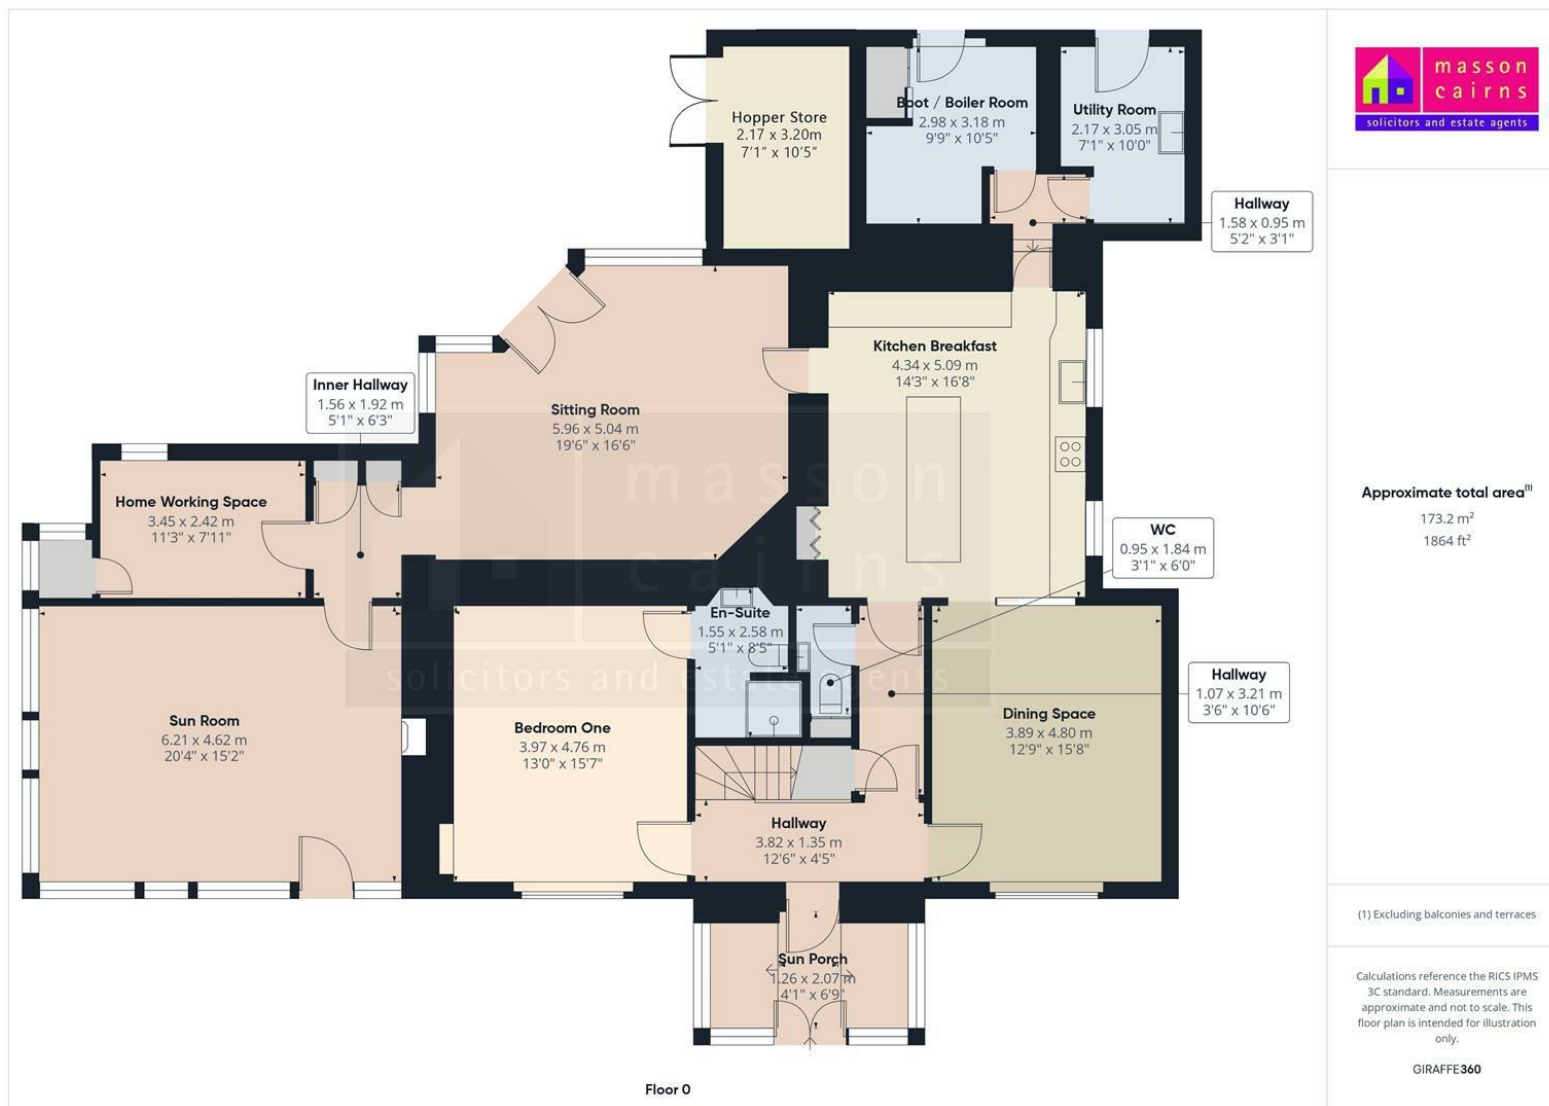 masson
cairns
solicitors and estate agents
Hopper Store
2.17 x 3.20m
7'1" x 10'5"
Boot / Boiler Room
2.98 x 3.18 m
9'9" x 10'5"
Utility Room
2.17 x 3.05 m
7'1" x 10'0"
Hallway
1.58 x 0.95 m
5'2" x 3'1"
Kitchen Breakfast
4.34 x 5.09 m
14'3" x 16'8"
Inner Hallway
1.56 x 1.92 m
5'1" x 6'3"
Sitting Room
5.96 x 5.04 m
19'6" x 16'6"
masson
cairns
solicitors and estate agents
Home Working Space
3.45 x 2.42 m
11'3" x 7'11"
WC
0.95 x 1.84 m
3'1" x 6'0"
En-Suite
1.55 x 2.58 m
5'1" x 8'5"
Hallway
1.07 x 3.21 m
3'6" x 10'6"
Sun Room
6.21 x 4.62 m
20'4" x 15'2"
Bedroom One
3.97 x 4.76 m
13'0" x 15'7"
Dining Space
3.89 x 4.80 m
12'9" x 15'8"
Hallway
3.82 x 1.35 m
12'6" x 4'5"
Sun Porch
1.26 x 2.07 m
4'1" x 6'9"
Floor 0
Approximate total area(1)
173.2 m²
1864 ft²
(1) Excluding balconies and terraces
Calculations reference the RICS IPMS
3C standard. Measurements are
approximate and not to scale. This
floor plan is intended for illustration
only.
GIRAFFE360